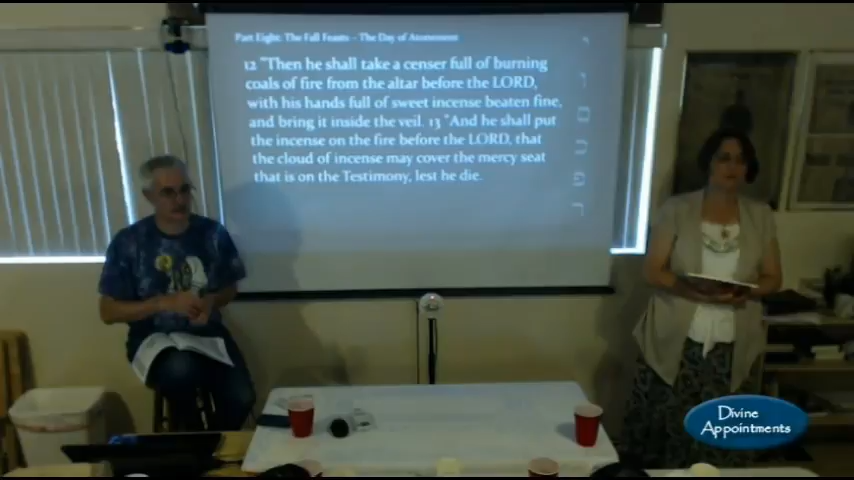 Part Eight: The Fall Feasts – The Day of Atonement
12 "Then he shall take a censer full of burning
coals of fire from the altar before the LORD,
with his hands full of sweet incense beaten fine,
and bring it inside the veil. 13 "And he shall put
the incense on the fire before the LORD, that
the cloud of incense may cover the mercy seat
that is on the Testimony, lest he die.
Divine
Appointments